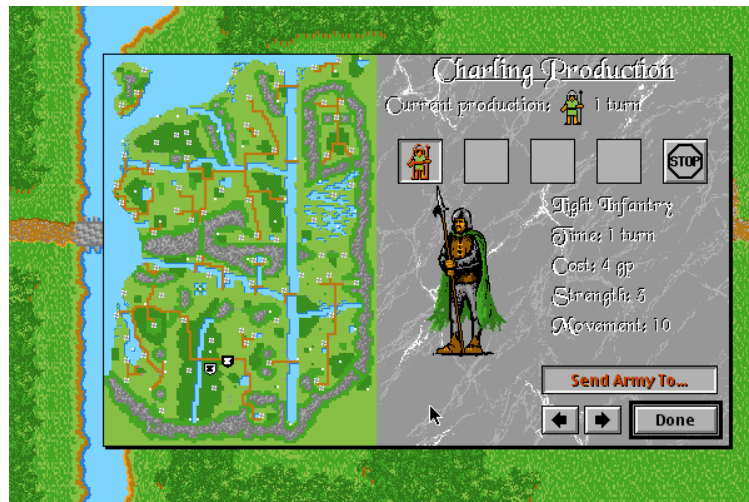 Charling Production
Current production: 1 turn
STOP
Light Infantry
Time: 1 turn
Cost: 4 gp
Strength: 3
Movement: 10
Send Army To...
Done